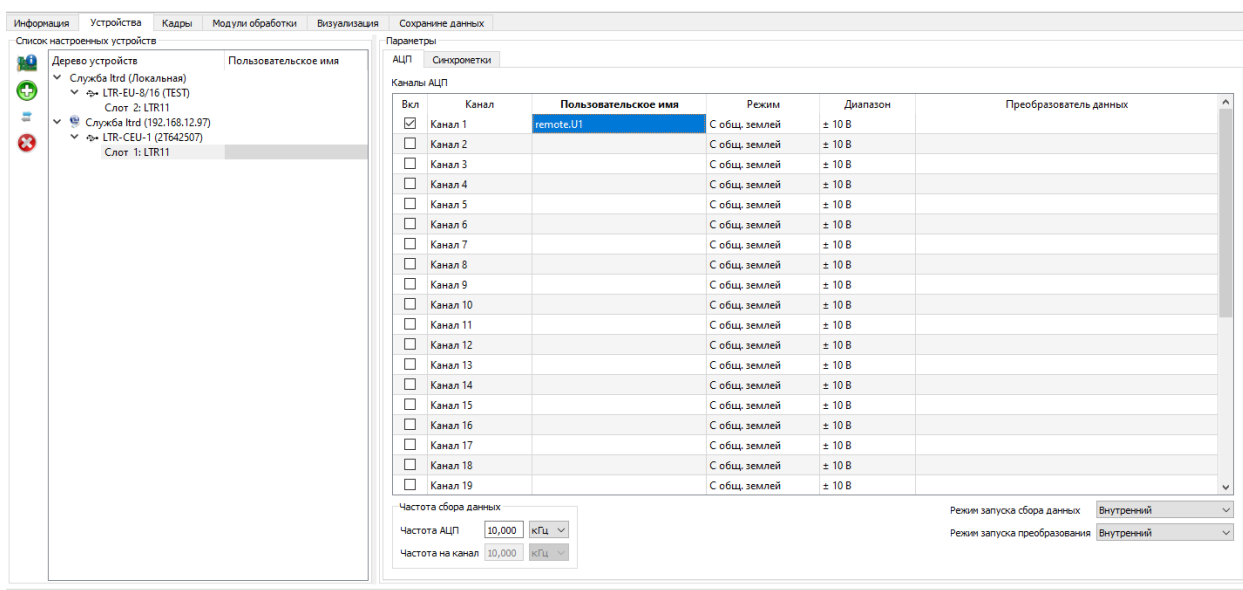 Информация Устройства Кадры Модули обработки Визуализация Сохранине данных
Список настроенных устройств
Дерево устройств Пользовательское имя
Служба ltrd (Локальная)
LTR-EU-8/16 (TEST)
Слот 2: LTR11
Служба ltrd (192.168.12.97)
LTR-CEU-1 (2T642507)
Слот 1: LTR11
Параметры
АЦП Синхрометки
Каналы АЦП
Вкл Канал Пользовательское имя Режим Диапазон Преобразователь данных
Канал 1 remote.U1 С общ. землей ± 10 В
Канал 2 С общ. землей ± 10 В
Канал 3 С общ. землей ± 10 В
Канал 4 С общ. землей ± 10 В
Канал 5 С общ. землей ± 10 В
Канал 6 С общ. землей ± 10 В
Канал 7 С общ. землей ± 10 В
Канал 8 С общ. землей ± 10 В
Канал 9 С общ. землей ± 10 В
Канал 10 С общ. землей ± 10 В
Канал 11 С общ. землей ± 10 В
Канал 12 С общ. землей ± 10 В
Канал 13 С общ. землей ± 10 В
Канал 14 С общ. землей ± 10 В
Канал 15 С общ. землей ± 10 В
Канал 16 С общ. землей ± 10 В
Канал 17 С общ. землей ± 10 В
Канал 18 С общ. землей ± 10 В
Канал 19 С общ. землей ± 10 В
Частота сбора данных
Частота АЦП 10,000 кГц
Частота на канал 10,000 кГц
Режим запуска сбора данных Внутренний
Режим запуска преобразования Внутренний